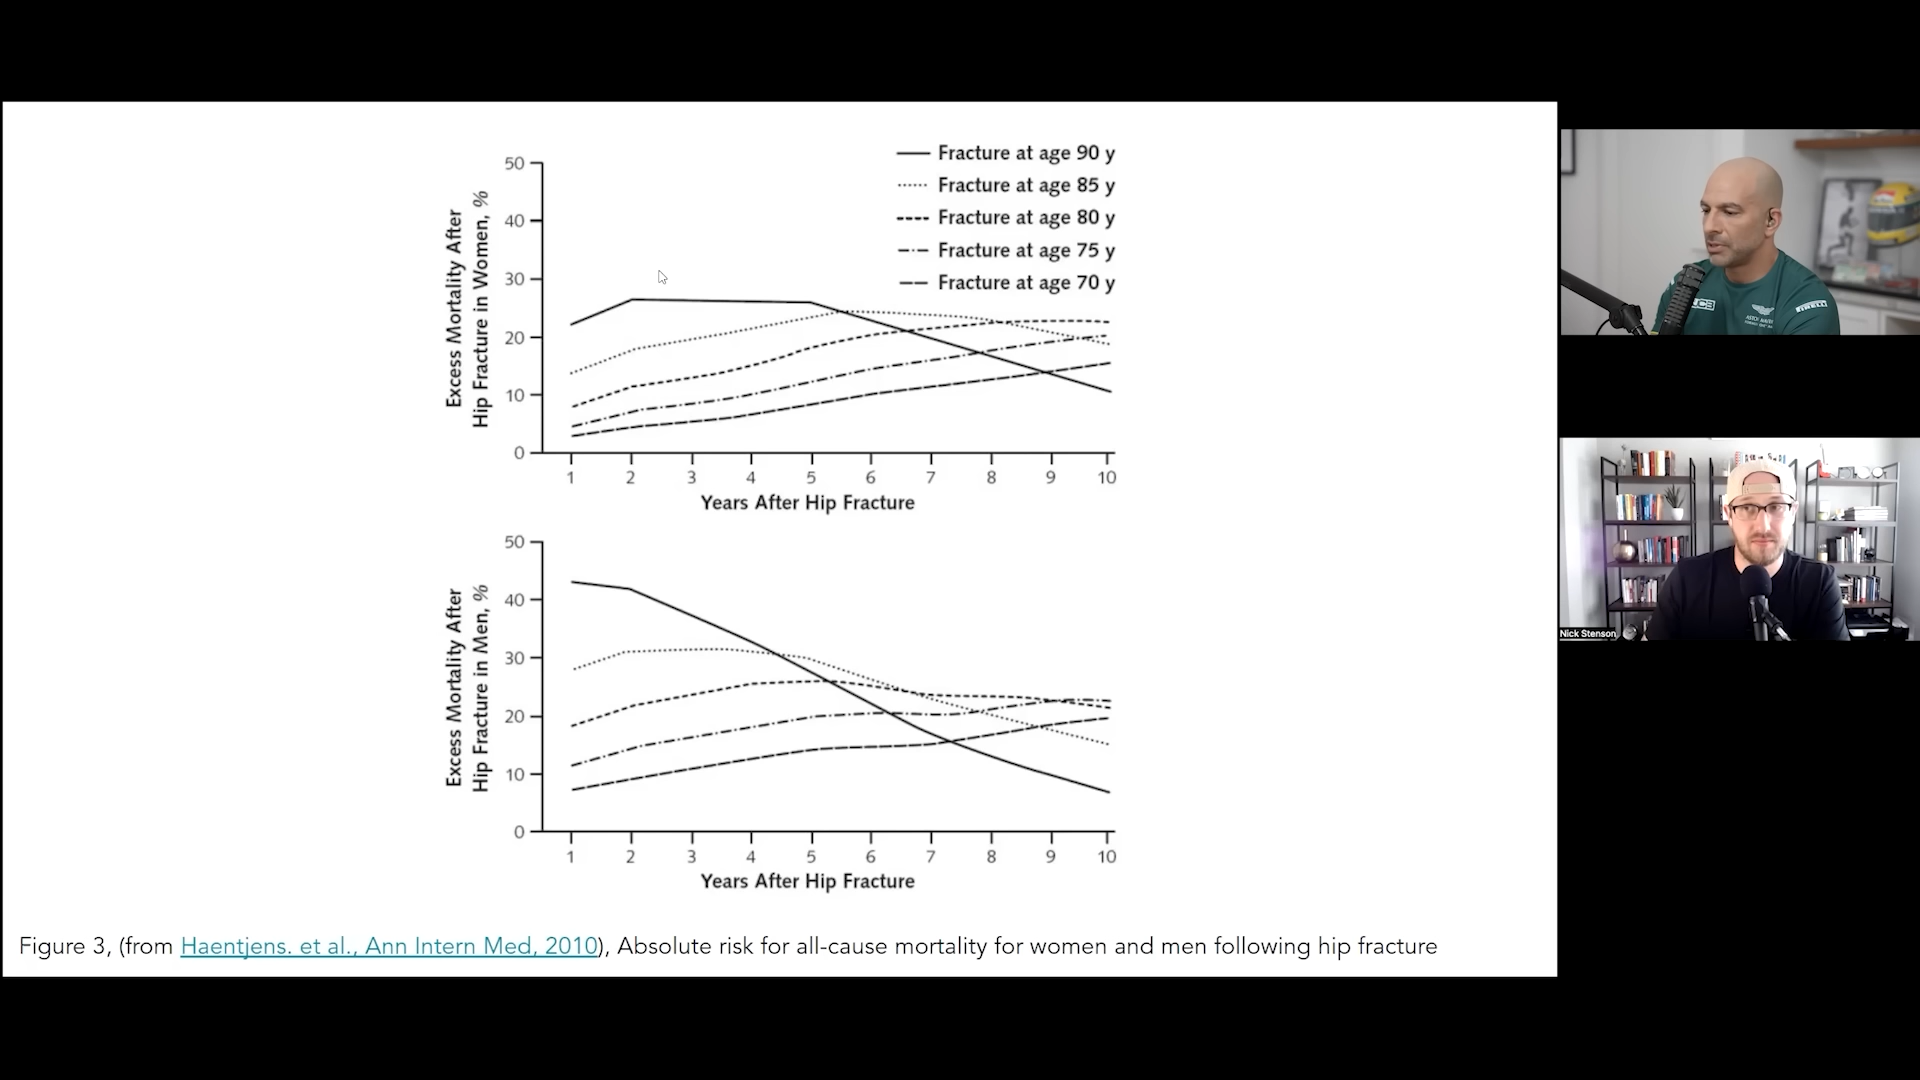 Fracture at age 90 y
Fracture at age 85 y
Fracture at age 80 y
Fracture at age 75 y
Fracture at age 70 y
Excess Mortality After
Hip Fracture in Women, %
50
40
30
20
10
0
1 2 3 4 5 6 7 8 9 10
Years After Hip Fracture
Excess Mortality After
Hip Fracture in Men, %
50
40
30
20
10
0
1 2 3 4 5 6 7 8 9 10
Years After Hip Fracture
Figure 3, (from Haentjens. et al., Ann Intern Med, 2010), Absolute risk for all-cause mortality for women and men following hip fracture
PIRELLI
Nick Stenson